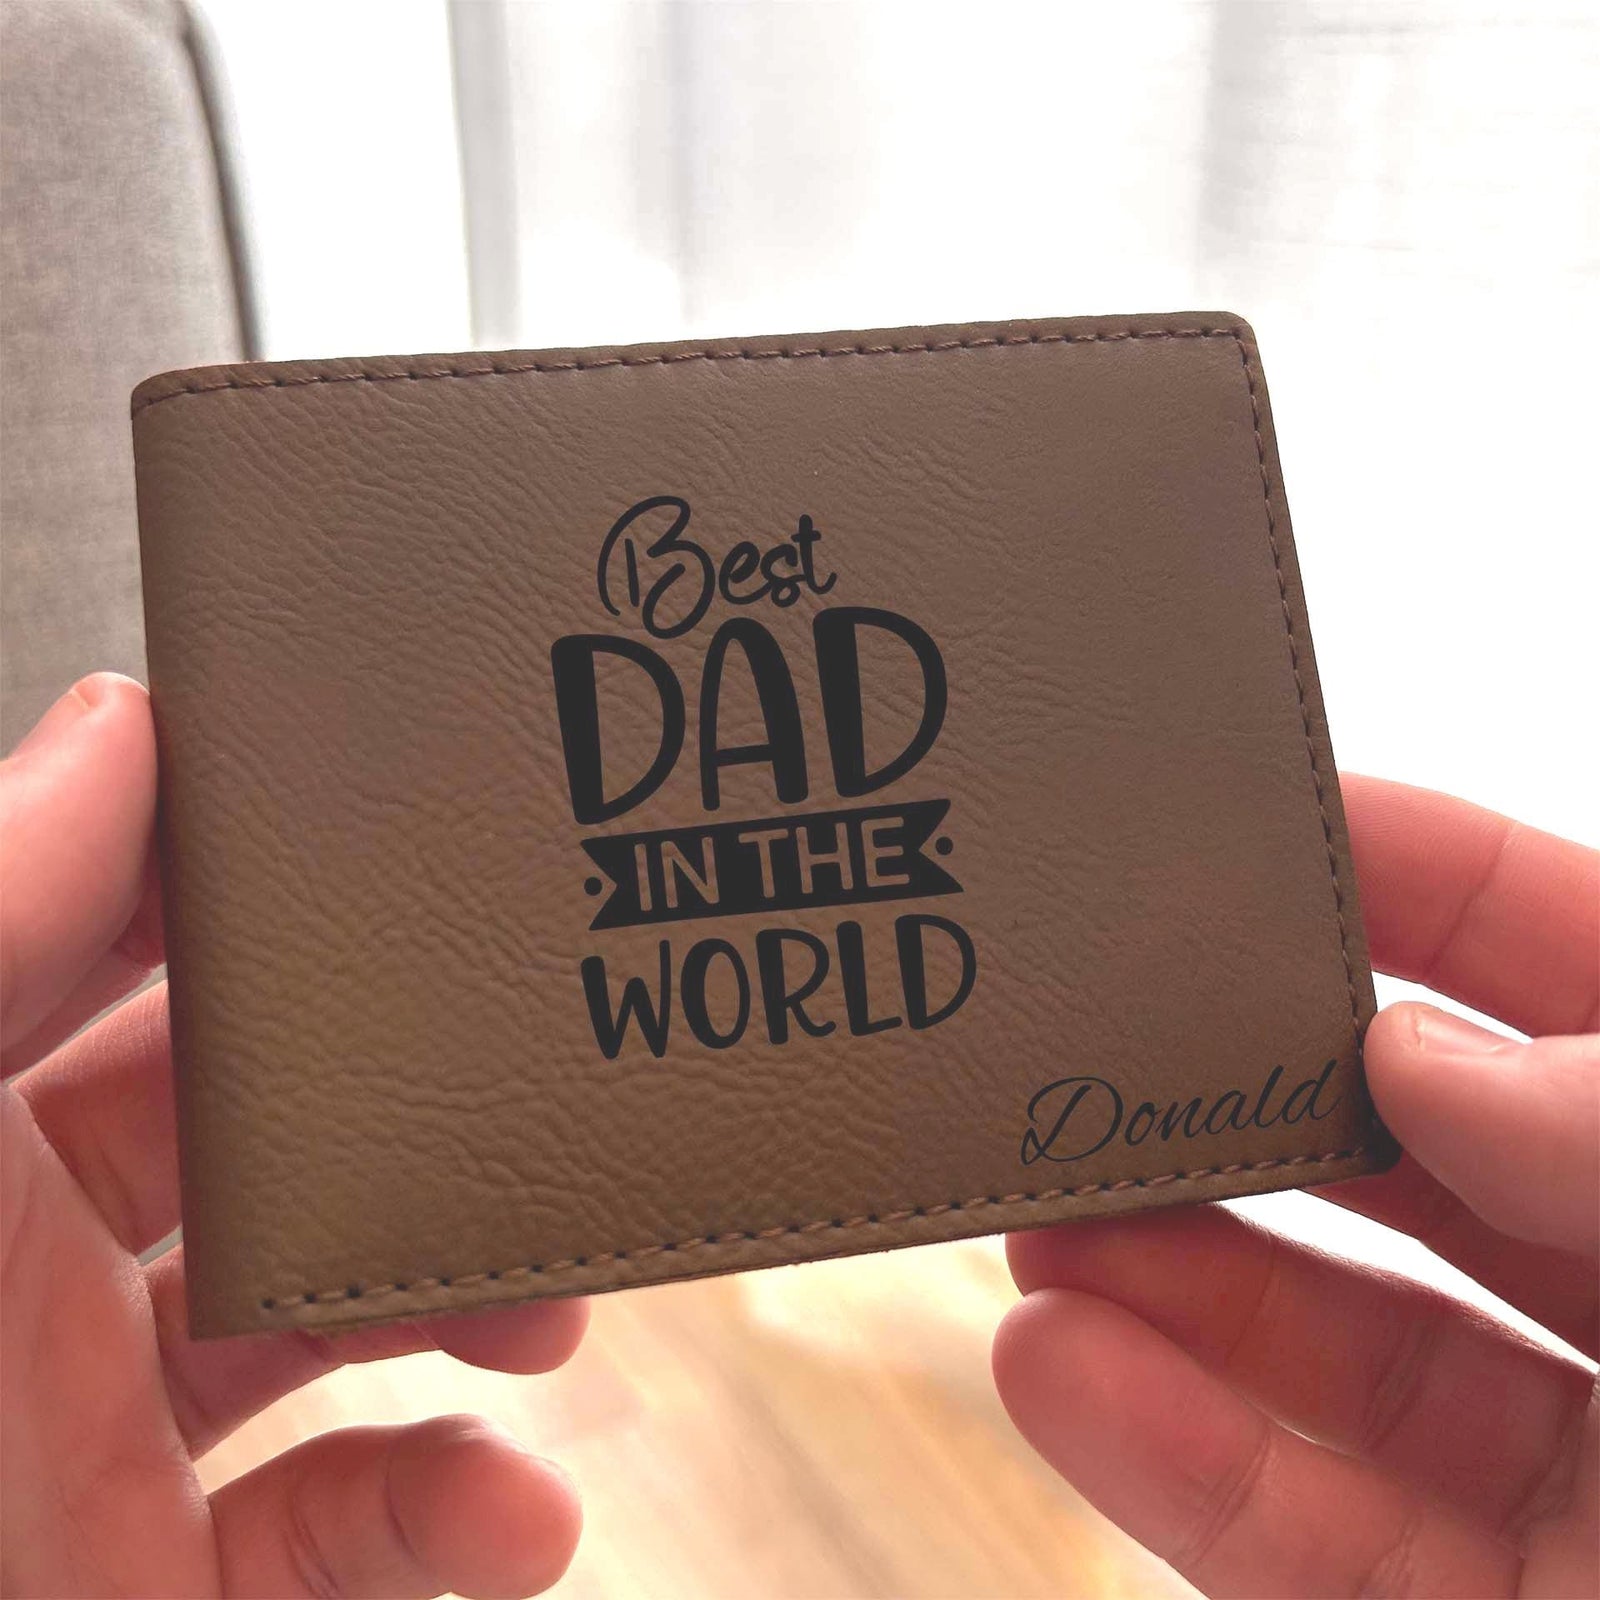 Best
DAD
IN THE
WORLD
Donald